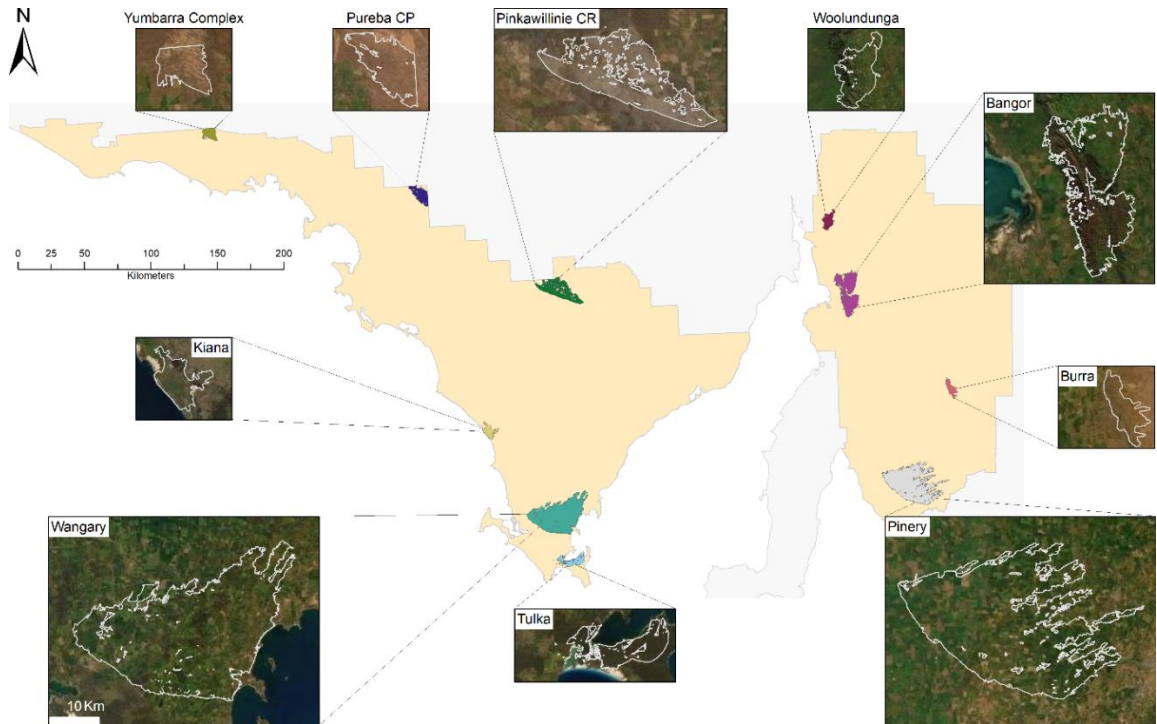 N
Yumbarra Complex
Pureba CP
Pinkawillinie CR
Woolundunga
Bangor
0 25 50 100 150 200
Kilometers
Kiana
Burra
Wangary
Pinery
Tulka
10 Km